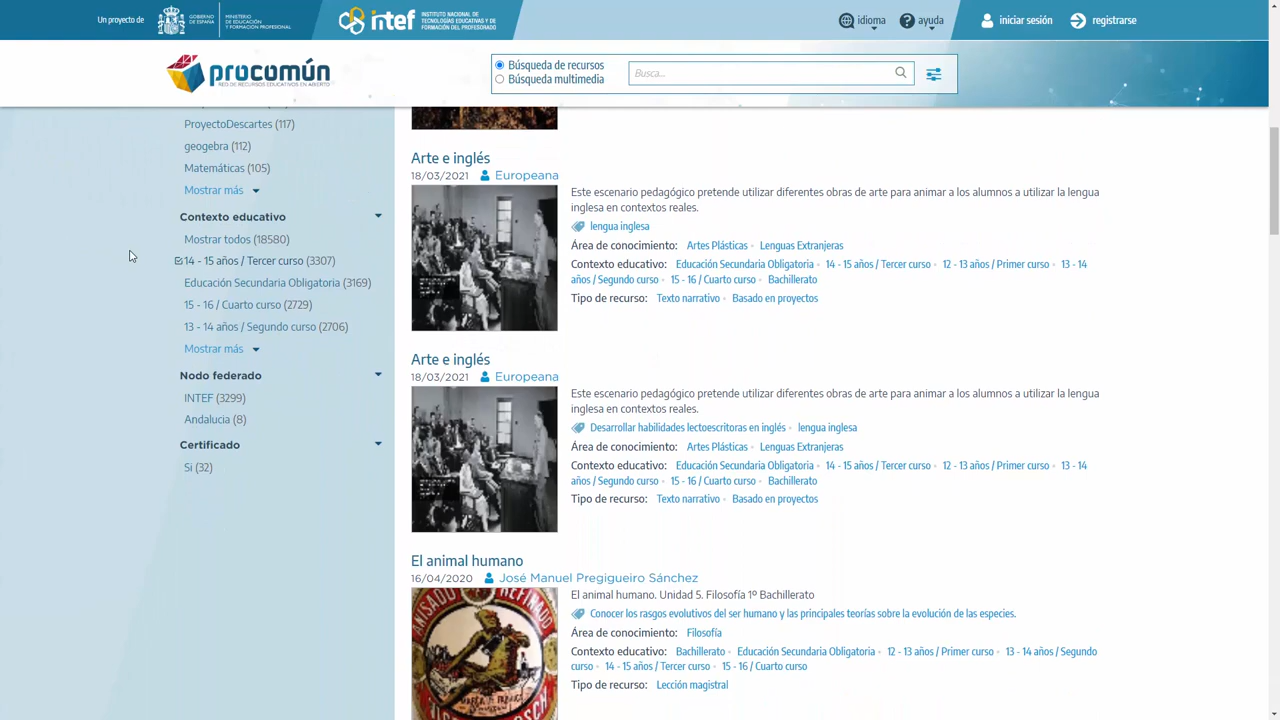 Un proyecto de
GOBIERNO
DE ESPAÑA
MINISTERIO
DE EDUCACIÓN
Y FORMACIÓN PROFESIONAL
intef
INSTITUTO NACIONAL DE
TECNOLOGÍAS EDUCATIVAS Y DE
FORMACIÓN DEL PROFESORADO
idioma
ayuda
iniciar sesión
registrarse
procomún
RED DE RECURSOS EDUCATIVOS EN ABIERTO
Búsqueda de recursos
Búsqueda multimedia
Busca...
ProyectoDescartes (117)
geogebra (112)
Matemáticas (105)
Mostrar más
Contexto educativo
Mostrar todos (18580)
14 - 15 años / Tercer curso (3307)
Educación Secundaria Obligatoria (3169)
15 - 16 / Cuarto curso (2729)
13 - 14 años / Segundo curso (2706)
Mostrar más
Nodo federado
INTEF (3299)
Andalucia (8)
Certificado
Si (32)
Arte e inglés
18/03/2021 Europeana
Este escenario pedagógico pretende utilizar diferentes obras de arte para animar a los alumnos a utilizar la lengua
inglesa en contextos reales.
lengua inglesa
Área de conocimiento: Artes Plásticas Lenguas Extranjeras
Contexto educativo: Educación Secundaria Obligatoria 14 - 15 años / Tercer curso 12 - 13 años / Primer curso 13 - 14
años / Segundo curso 15 - 16 / Cuarto curso Bachillerato
Tipo de recurso: Texto narrativo Basado en proyectos
Arte e inglés
18/03/2021 Europeana
Este escenario pedagógico pretende utilizar diferentes obras de arte para animar a los alumnos a utilizar la lengua
inglesa en contextos reales.
Desarrollar habilidades lectoescritoras en inglés lengua inglesa
Área de conocimiento: Artes Plásticas Lenguas Extranjeras
Contexto educativo: Educación Secundaria Obligatoria 14 - 15 años / Tercer curso 12 - 13 años / Primer curso 13 - 14
años / Segundo curso 15 - 16 / Cuarto curso Bachillerato
Tipo de recurso: Texto narrativo Basado en proyectos
El animal humano
16/04/2020 José Manuel Pregigueiro Sánchez
El animal humano. Unidad 5. Filosofía 1º Bachillerato
Conocer los rasgos evolutivos del ser humano y las principales teorías sobre la evolución de las especies.
Área de conocimiento: Filosofía
Contexto educativo: Bachillerato Educación Secundaria Obligatoria 12 - 13 años / Primer curso 13 - 14 años / Segundo
curso 14 - 15 años / Tercer curso 15 - 16 / Cuarto curso
Tipo de recurso: Lección magistral